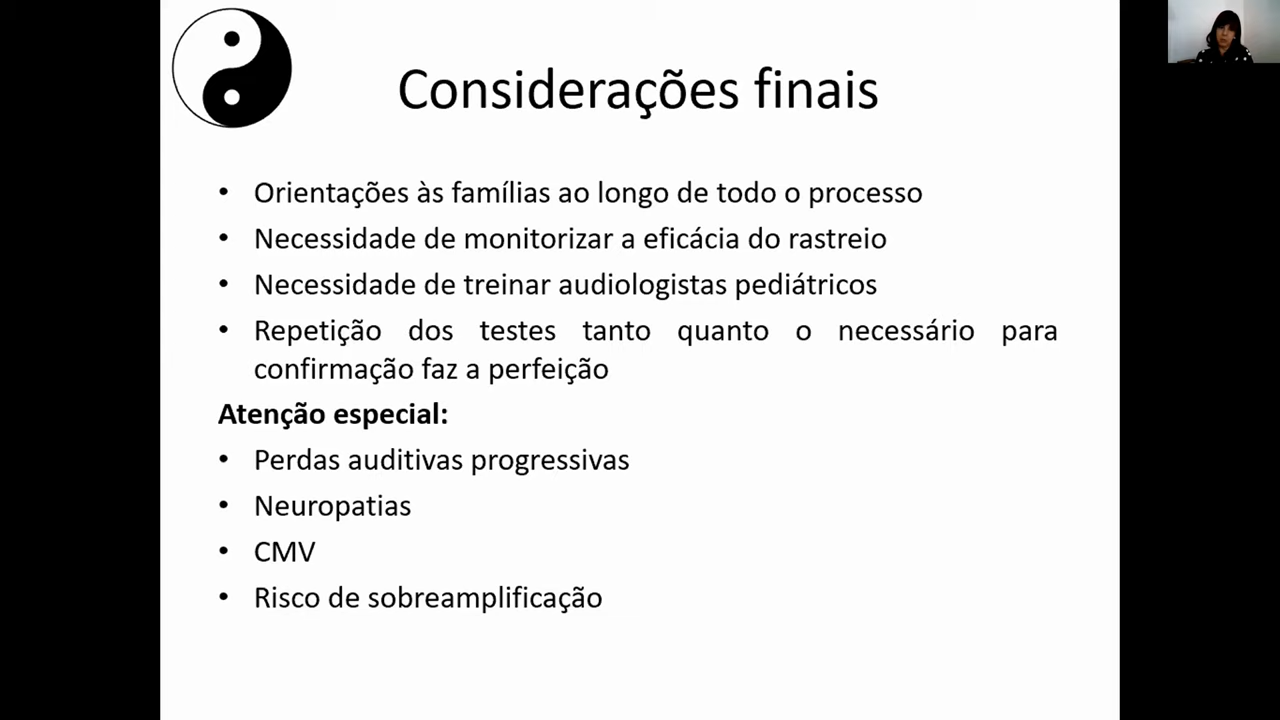 Considerações finais
• Orientações às famílias ao longo de todo o processo
• Necessidade de monitorizar a eficácia do rastreio
• Necessidade de treinar audiologistas pediátricos
• Repetição dos testes tanto quanto o necessário para
confirmação faz a perfeição
Atenção especial:
• Perdas auditivas progressivas
• Neuropatias
• CMV
• Risco de sobreamplificação